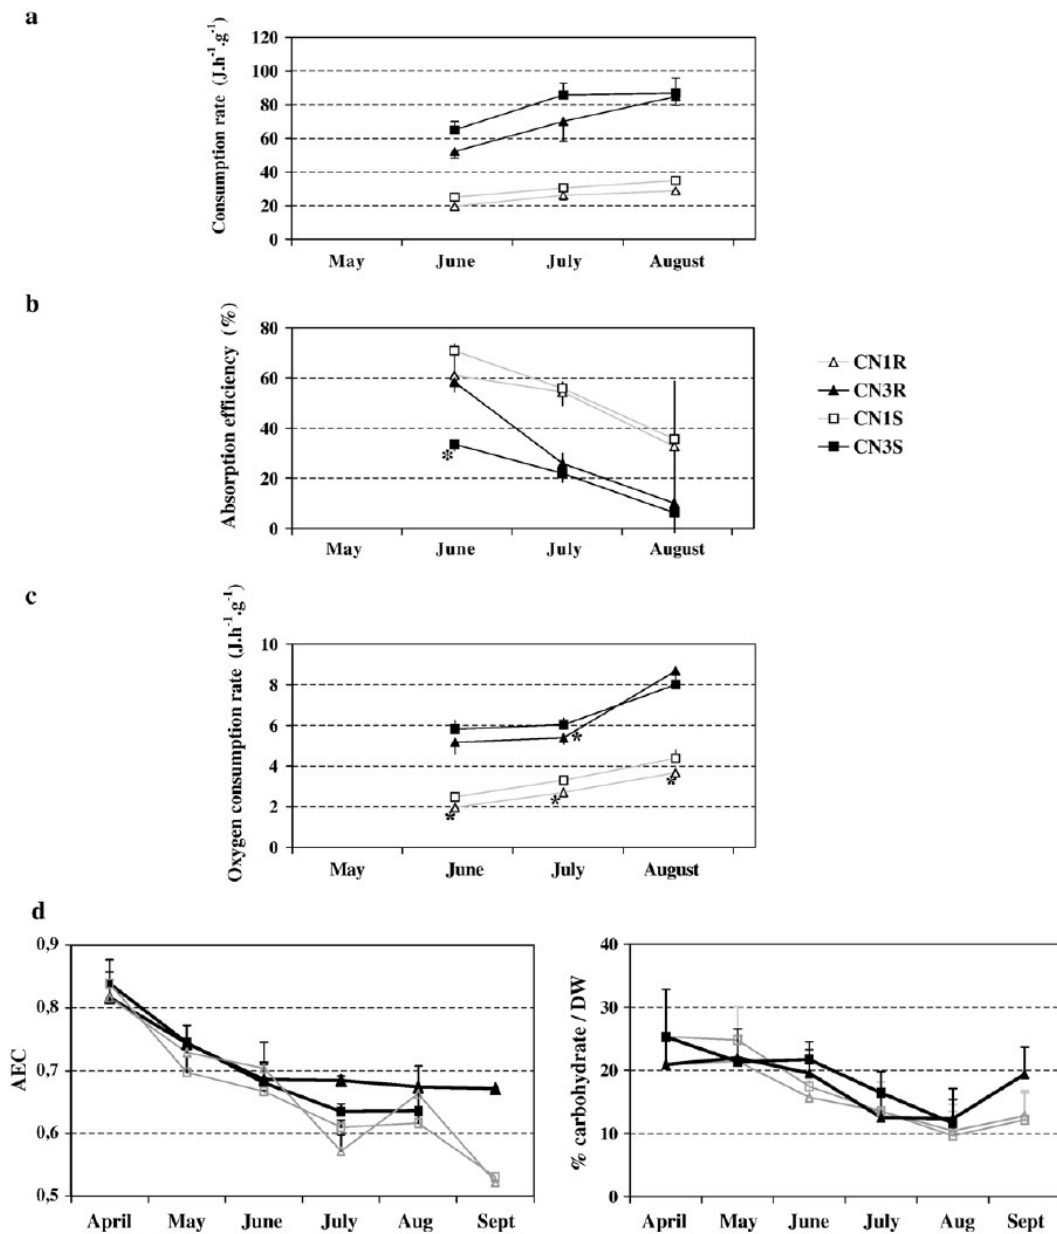 a
Consumption rate (J.h⁻¹.g⁻¹)
120
100
80
60
40
20
0
May June July August
b
Absorption efficiency (%)
80
60
40
20
0
*
May June July August
CN1R
CN3R
CN1S
CN3S
c
Oxygen consumption rate (J.h⁻¹.g⁻¹)
10
8
6
4
2
0
*
*
*
*
May June July August
d
AEC
0,9
0,8
0,7
0,6
0,5
April May June July Aug Sept
% carbohydrate / DW
40
30
20
10
0
April May June July Aug Sept